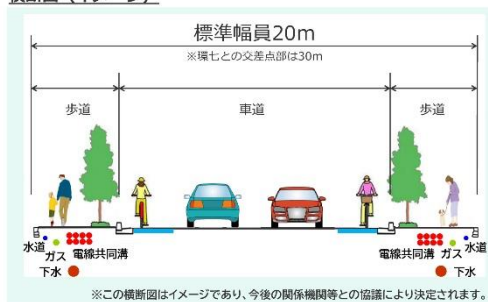 横断図（イメージ）
標準幅員20m
※環七との交差点部は30m
歩道
車道
歩道
水道
ガス
下水
電線共同溝
電線共同溝
ガス
水道
下水
※この横断図はイメージであり、今後の関係機関等との協議により決定されます。